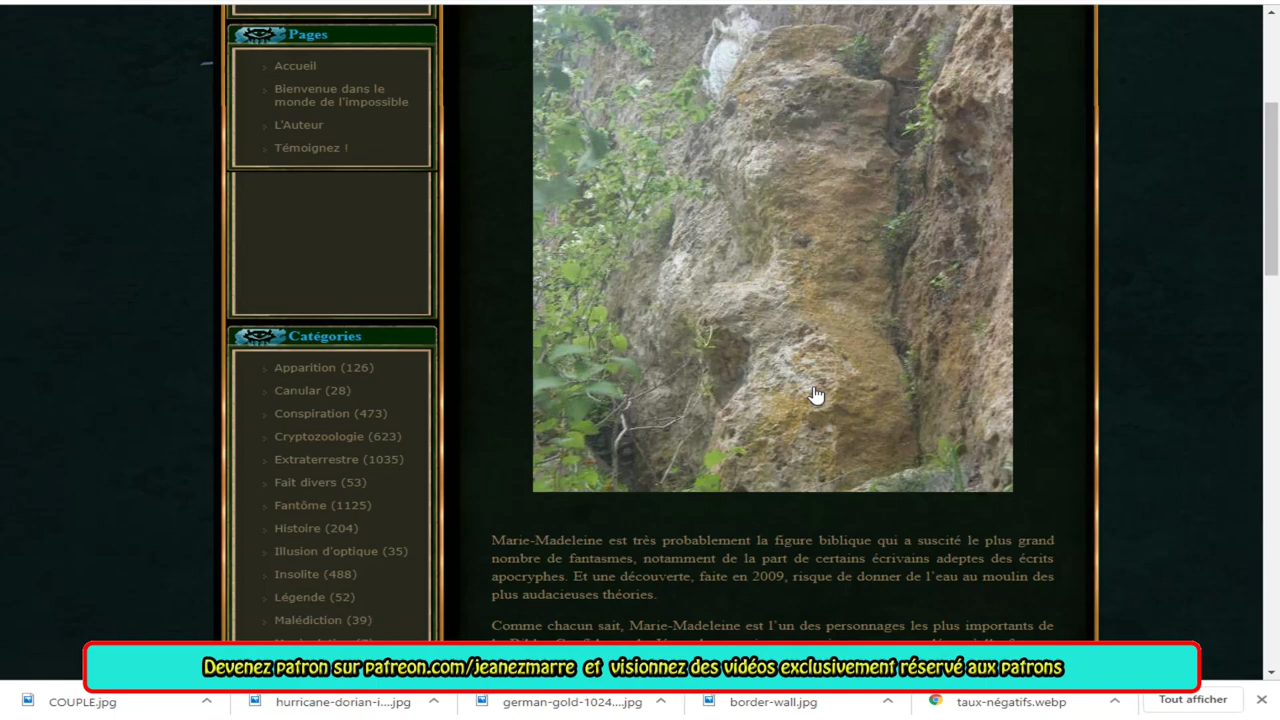 Pages
Accueil
Bienvenue dans le
monde de l'impossible
L'Auteur
Témoignez !
Catégories
Apparition (126)
Canular (28)
Conspiration (473)
Cryptozoologie (623)
Extraterrestre (1035)
Fait divers (53)
Fantôme (1125)
Histoire (204)
Illusion d'optique (35)
Insolite (488)
Légende (52)
Malédiction (39)
Marie-Madeleine est très probablement la figure biblique qui a suscité le plus grand
nombre de fantasmes, notamment de la part de certains écrivains adeptes des écrits
apocryphes. Et une découverte, faite en 2009, risque de donner de l'eau au moulin des
plus audacieuses théories.
Comme chacun sait, Marie-Madeleine est l'un des personnages les plus importants de
Devenez patron sur patreon.com/jeanezmarre et visionnez des vidéos exclusivement réservé aux patrons
COUPLE.jpg
hurricane-dorian-i....jpg
german-gold-1024....jpg
border-wall.jpg
taux-négatifs.webp
Tout afficher